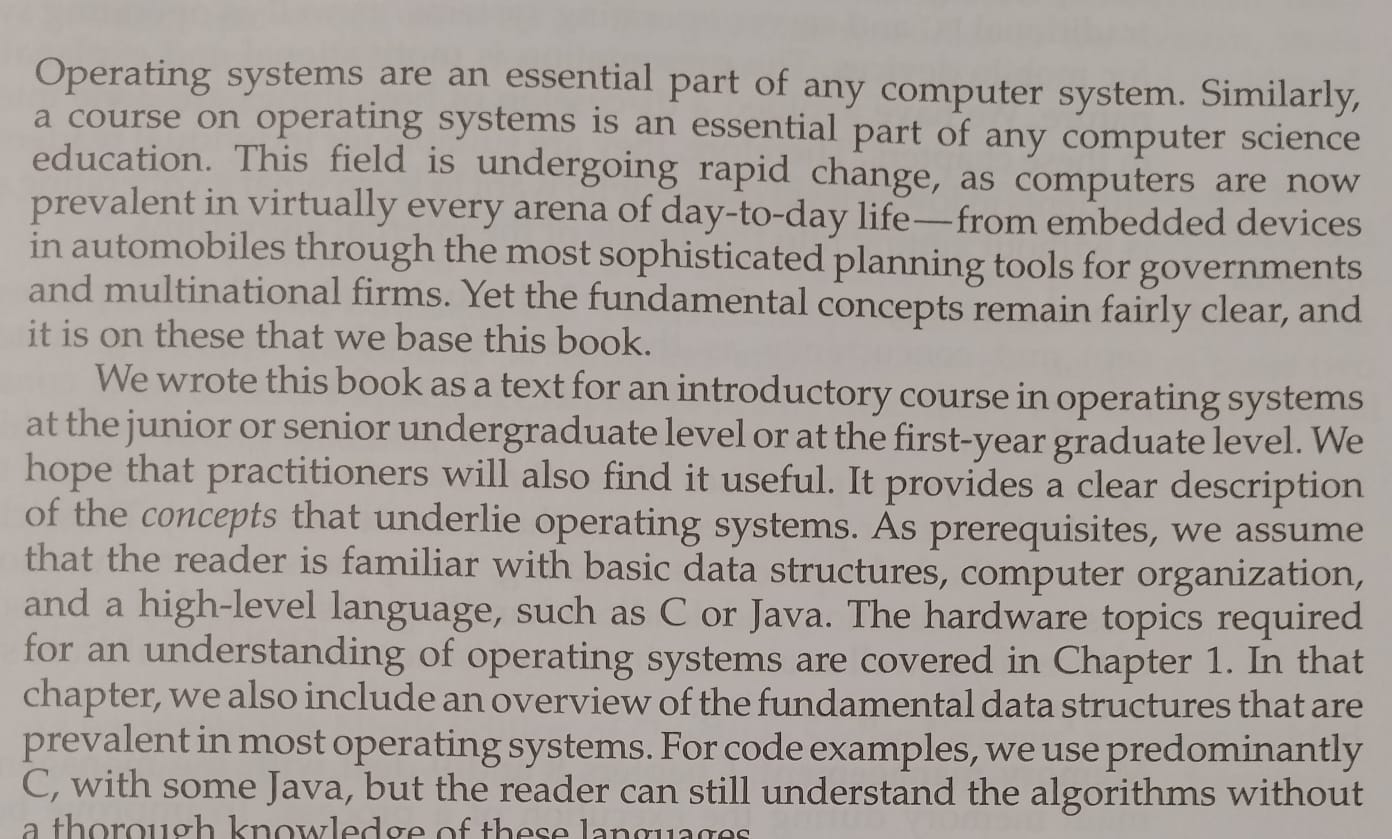 Operating systems are an essential part of any computer system. Similarly,
a course on operating systems is an essential part of any computer science
education. This field is undergoing rapid change, as computers are now
prevalent in virtually every arena of day-to-day life—from embedded devices
in automobiles through the most sophisticated planning tools for governments
and multinational firms. Yet the fundamental concepts remain fairly clear, and
it is on these that we base this book.
We wrote this book as a text for an introductory course in operating systems
at the junior or senior undergraduate level or at the first-year graduate level. We
hope that practitioners will also find it useful. It provides a clear description
of the concepts that underlie operating systems. As prerequisites, we assume
that the reader is familiar with basic data structures, computer organization,
and a high-level language, such as C or Java. The hardware topics required
for an understanding of operating systems are covered in Chapter 1. In that
chapter, we also include an overview of the fundamental data structures that are
prevalent in most operating systems. For code examples, we use predominantly
C, with some Java, but the reader can still understand the algorithms without
a thorough knowledge of these languages